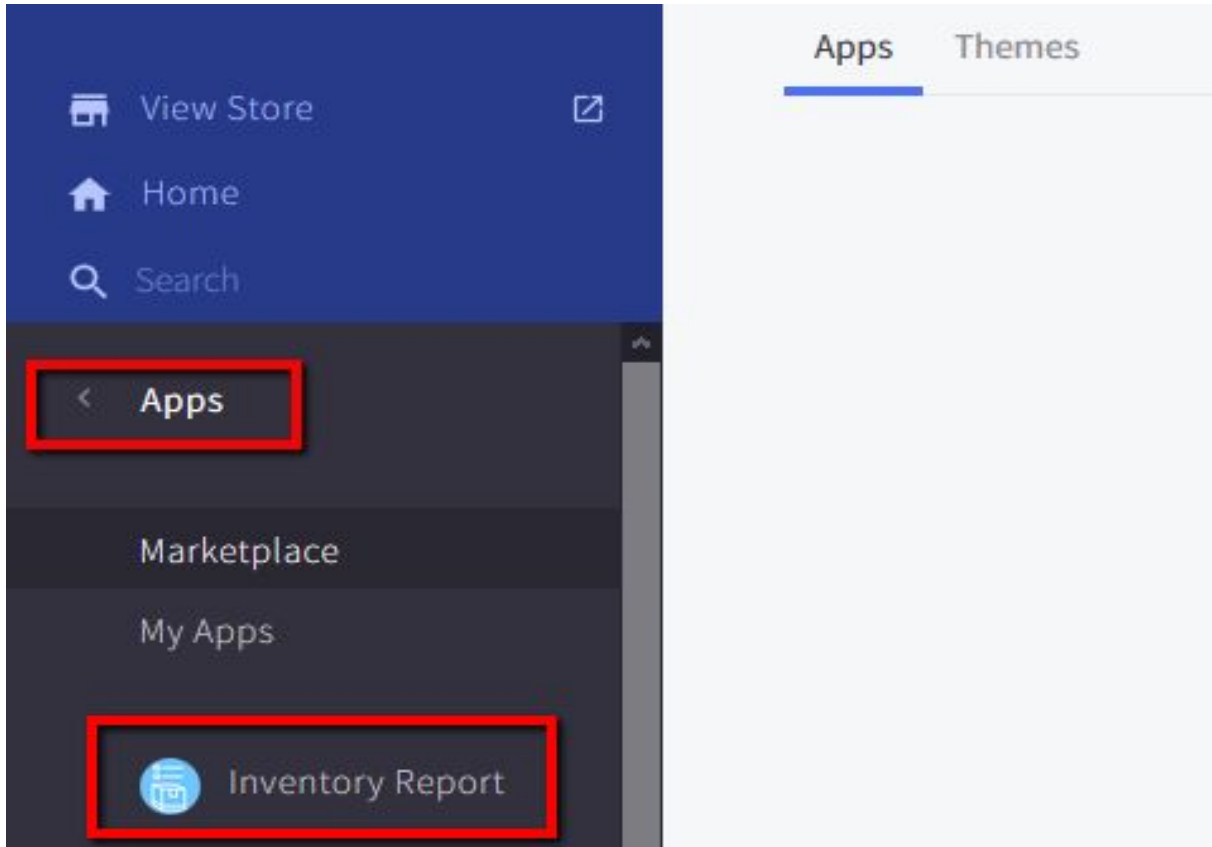 View Store
Home
Search
Apps
Marketplace
My Apps
Inventory Report
Apps Themes